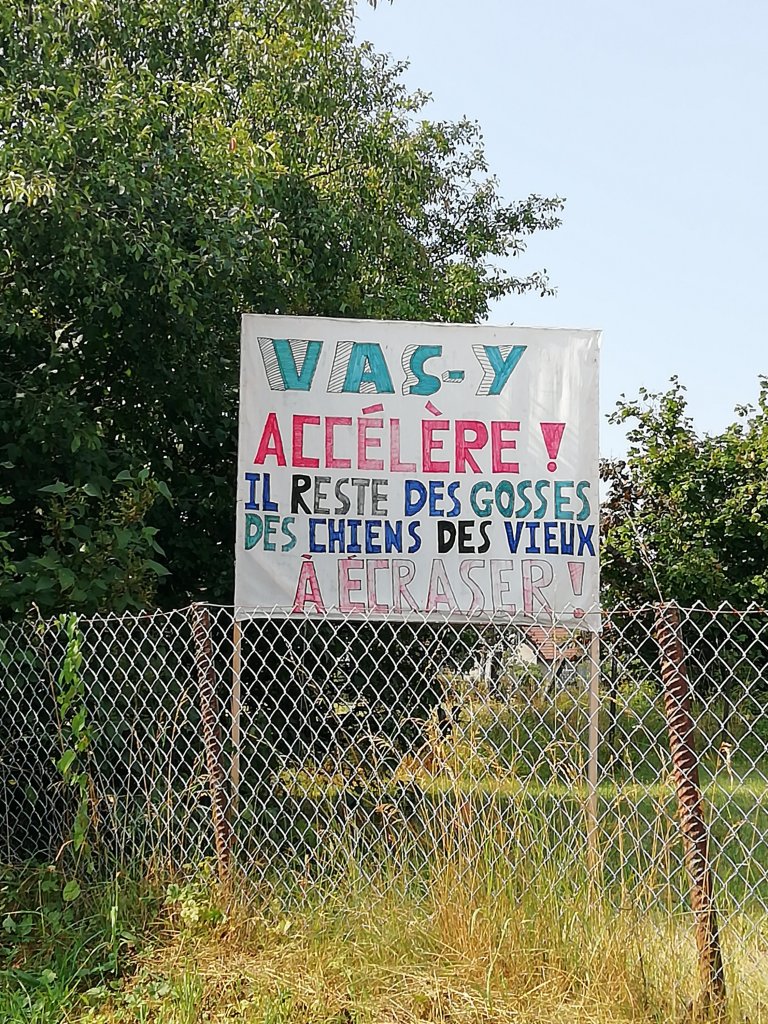 VAS-Y
ACCÉLÈRE !
IL RESTE DES GOSSES
DES CHIENS DES VIEUX
À ÉCRASER !